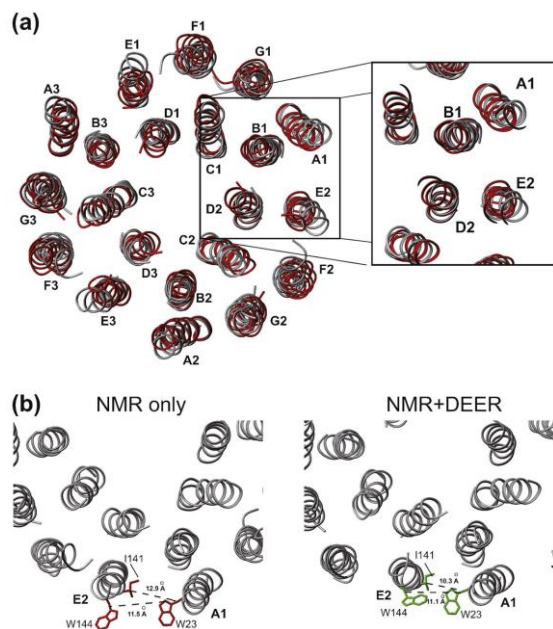 (a)
F1
E1
G1
A3
A1
B3
D1
B1
B1
A1
C1
C3
E2
G3
D2
E2
D2
C2
D3
F3
F2
B2
E3
G2
A2
(b)
NMR only
NMR+DEER
I141
I141
12.9 Å
10.3 Å
E2
11.5 Å
A1
E2
11.1 Å
A1
W144
W23
W144
W23